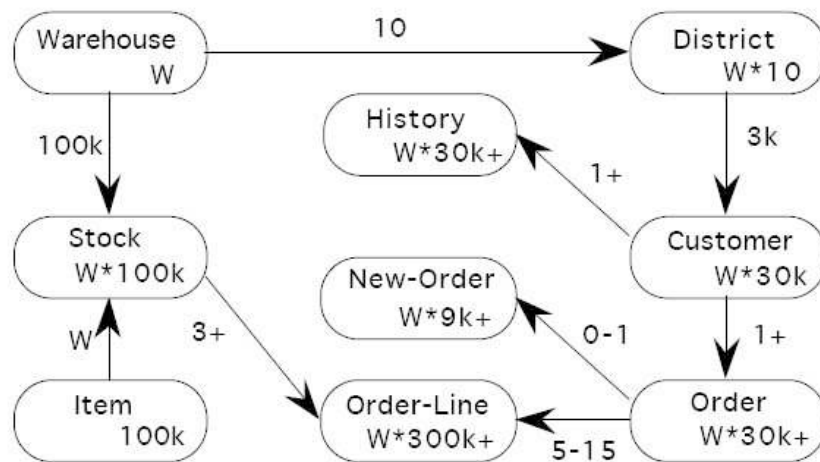 Warehouse
W
10
District
W*10
100k
History
W*30k+
1+
3k
Stock
W*100k
Customer
W*30k
New-Order
W*9k+
W
3+
0-1
1+
Item
100k
Order-Line
W*300k+
5-15
Order
W*30k+